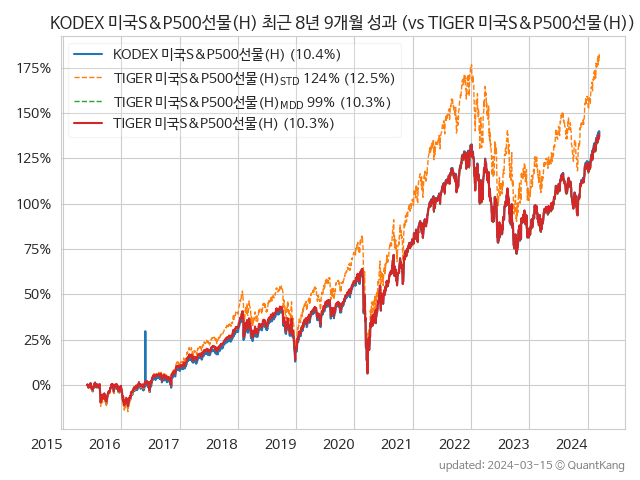 KODEX 미국S&P500선물(H) 최근 8년 9개월 성과 (vs TIGER 미국S&P500선물(H))
KODEX 미국S&P500선물(H) (10.4%)
TIGER 미국S&P500선물(H)STD 124% (12.5%)
TIGER 미국S&P500선물(H)MDD 99% (10.3%)
TIGER 미국S&P500선물(H) (10.3%)
175%
150%
125%
100%
75%
50%
25%
0%
2015 2016 2017 2018 2019 2020 2021 2022 2023 2024
updated: 2024-03-15 © QuantKang